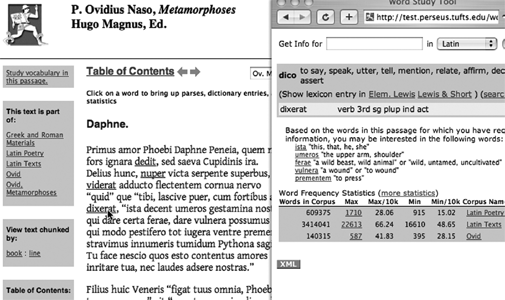 P. Ovidius Naso, Metamorphoses
Hugo Magnus, Ed.
Study vocabulary in
this passage.
This text is part
of:
Greek and Roman
Materials
Latin Poetry
Latin Texts
Ovid
Ovid,
Metamorphoses
View text chunked
by:
book : line
Table of Contents:
Table of Contents
Ov. M
Click on a word to bring up parses, dictionary entries,
statistics
Daphne.
Primus amor Phoebi Daphne Peneia, quem n
fors ignara dedit, sed saeva Cupidinis ira.
Delius hunc, nuper victa serpente superbus,
viderat adducto flectentem cornua nervo
“quid” que “tibi, lascive puer, cum fortibus a
dixerat, “ista decent umeros gestamina nost
qui dare certa ferae, dare vulnera possumus
qui modo pestifero tot iugera ventre preme
stravimus innumeris tumidum Pythona sagi
Tu face nescio quos esto contentus amores
inritare tua, nec laudes adsere nostras.”
Filius huic Veneris “figat tuus omnia, Phoeb
Word Study Tool
http://test.perseus.tufts.edu/wo
Get Info for
in
Latin
dico to say, speak, utter, tell, mention, relate, affirm, dec
assert
(Show lexicon entry in Elem. Lewis Lewis & Short ) (searc
dixerat verb 3rd sg plup ind act
Based on the words in this passage for which you have req
information, you may be interested in the following words:
ista "this, that, he, she"
umeros "the upper arm, shoulder"
ferae "a wild beast, wild animal" or "wild, untamed, uncultivated"
vulnera "a wound" or "to wound"
prementem "to press"
Word Frequency Statistics (more statistics)
Words in Corpus Max Max/10k Min Min/10k Corpus Nam
609375 1710 28.06 915 15.02 Latin Poetry
3414041 22613 66.24 16610 48.65 Latin Texts
140315 587 41.83 395 28.15 Ovid
XML